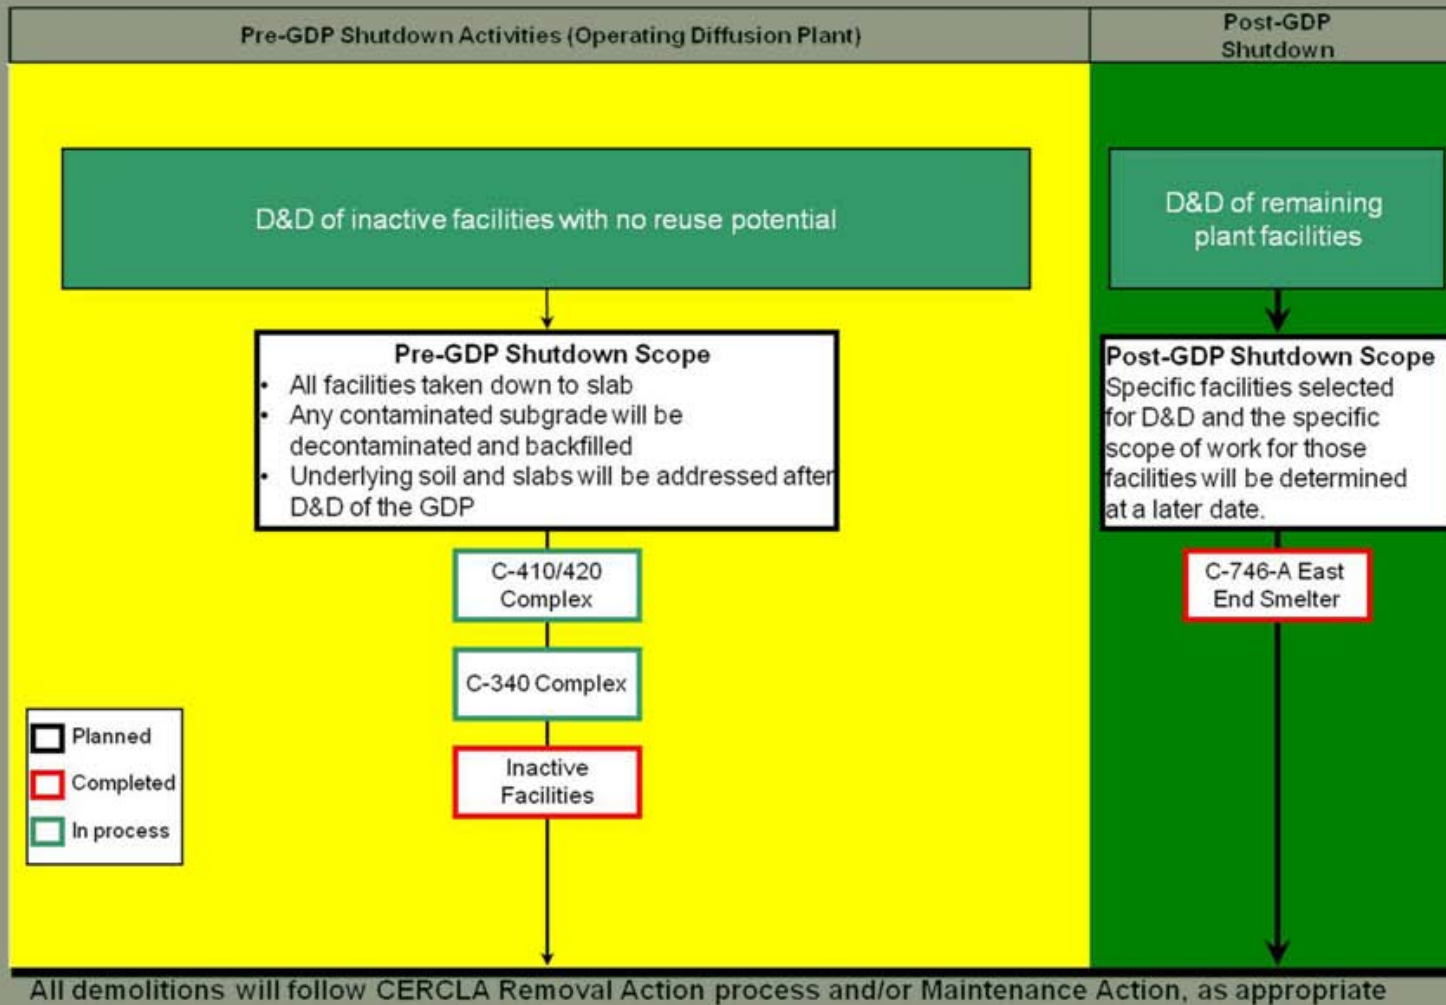 Pre-GDP Shutdown Activities (Operating Diffusion Plant)
Post-GDP
Shutdown
D&D of inactive facilities with no reuse potential
D&D of remaining
plant facilities
Pre-GDP Shutdown Scope
• All facilities taken down to slab
• Any contaminated subgrade will be
decontaminated and backfilled
• Underlying soil and slabs will be addressed after
D&D of the GDP
Post-GDP Shutdown Scope
Specific facilities selected
for D&D and the specific
scope of work for those
facilities will be determined
at a later date.
C-410/420
Complex
C-746-A East
End Smelter
C-340 Complex
Inactive
Facilities
Planned
Completed
In process
All demolitions will follow CERCLA Removal Action process and/or Maintenance Action, as appropriate